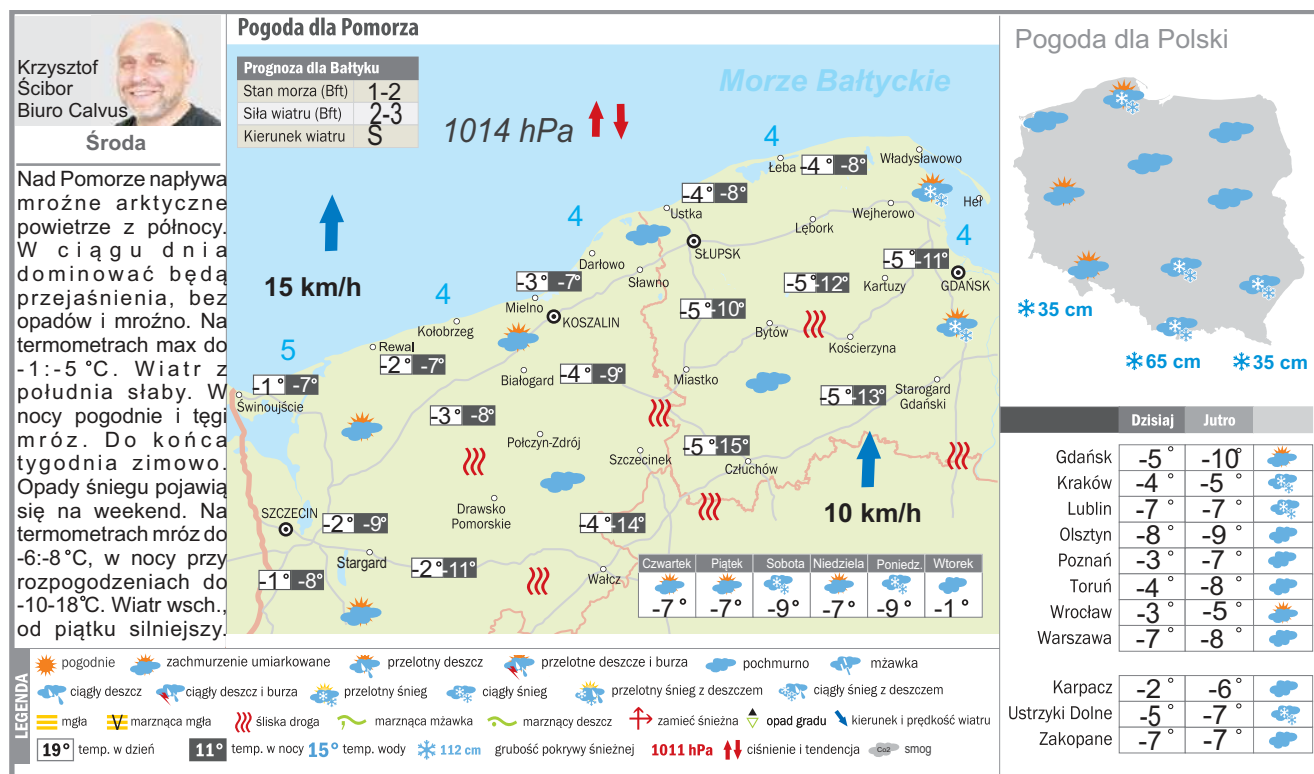 Krzysztof
Ścibor
Biuro Calvus
Środa
Nad Pomorze napływa
mroźne arktyczne
powietrze z północy.
W ciągu dnia
dominować będą
przejaśnienia, bez
opadów i mroźno. Na
termometrach max do
-1:-5 °C. Wiatr z
południa słaby. W
nocy pogodnie i tęgi
mróz. Do końca
tygodnia zimowo.
Opady śniegu pojawią
się na weekend. Na
termometrach mróz do
-6:-8°C, w nocy przy
rozpogodzeniach do
-10-18°C. Wiatr wsch.,
od piątku silniejszy.
Pogoda dla Pomorza
Prognoza dla Bałtyku
Stan morza (Bft) 1-2
Siła wiatru (Bft) 2-3
Kierunek wiatru S
1014 hPa
Morze Bałtyckie
15 km/h
4
Łeba -4° -8°
Władysławowo
Hel
-4° -8°
Ustka
4
Wejherowo
Lębork
4
SŁUPSK
Darłowo
Sławno
-5° -11°
GDAŃSK
Kartuzy
-5° -12°
-3° -7°
Mielno
KOSZALIN
4
Kołobrzeg
-5° -10°
Bytów
Kościerzyna
5
Rewal
-2° -7°
Białogard
-4° -9°
Miastko
Starogard
Gdański
-5° -13°
-1° -7°
Świnoujście
-3° -8°
Połczyn-Zdrój
Szczecinek
-5° -15°
Człuchów
Drawsko
Pomorskie
10 km/h
SZCZECIN
-2° -9°
-4° -14°
Stargard
-2° -11°
Wałcz
-1° -8°
Czwartek Piątek Sobota Niedziela Poniedz. Wtorek
-7° -7° -9° -7° -9° -1°
Pogoda dla Polski
35 cm
65 cm
35 cm
Dzisiaj Jutro
Gdańsk -5° -10°
Kraków -4° -5°
Lublin -7° -7°
Olsztyn -8° -9°
Poznań -3° -7°
Toruń -4° -8°
Wrocław -3° -5°
Warszawa -7° -8°
Karpacz -2° -6°
Ustrzyki Dolne -5° -7°
Zakopane -7° -7°
LEGENDA
pogodnie zachmurzenie umiarkowane przelotny deszcz przelotne deszcze i burza pochmurno mżawka
ciągły deszcz ciągły deszcz i burza przelotny śnieg ciągły śnieg przelotny śnieg z deszczem ciągły śnieg z deszczem
mgła marznąca mgła śliska droga marznąca mżawka marznący deszcz zamieć śnieżna opad gradu kierunek i prędkość wiatru
19° temp. w dzień 11° temp. w nocy 15° temp. wody 112 cm grubość pokrywy śnieżnej 1011 hPa ciśnienie i tendencja Co2 smog